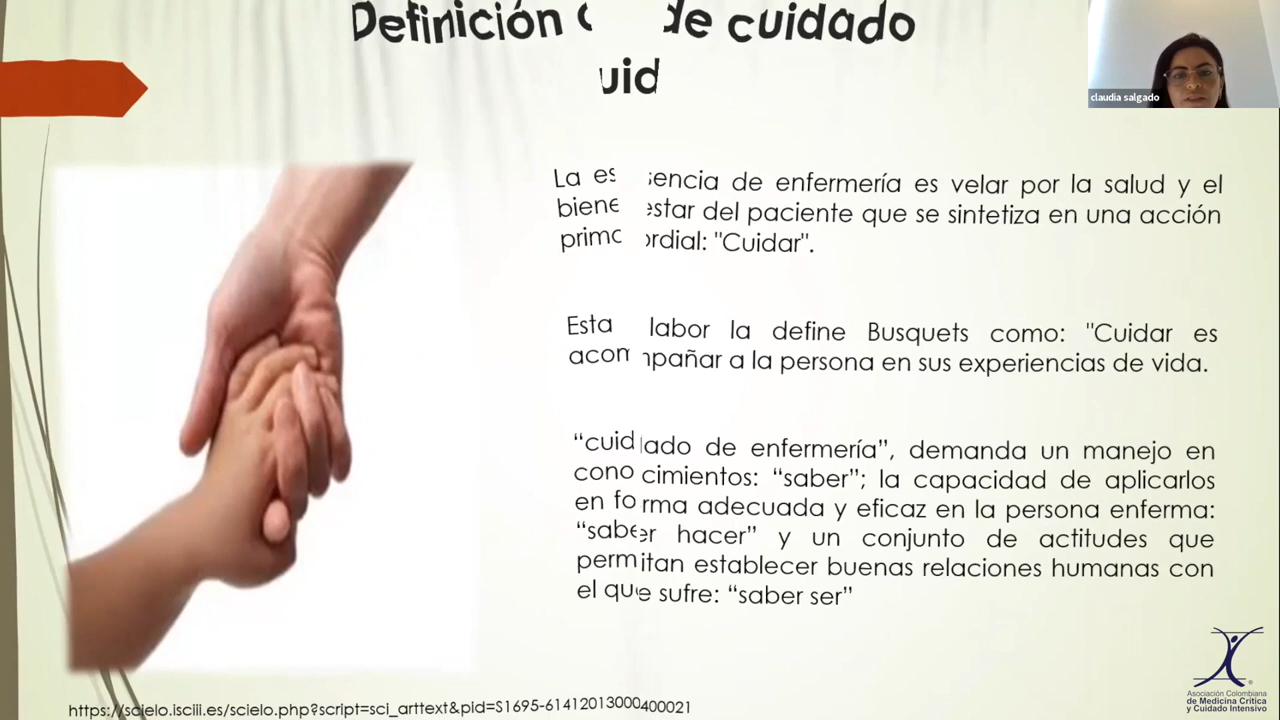 Definición de cuidado
uid
claudia salgado
La esencia de enfermería es velar por la salud y el
bienestar del paciente que se sintetiza en una acción
primordial: "Cuidar".
Esta labor la define Busquets como: "Cuidar es
acompañar a la persona en sus experiencias de vida.
“cuidado de enfermería”, demanda un manejo en
conocimientos: “saber”; la capacidad de aplicarlos
en forma adecuada y eficaz en la persona enferma:
“saber hacer” y un conjunto de actitudes que
permitan establecer buenas relaciones humanas con
el que sufre: “saber ser”
https://scielo.isciii.es/scielo.php?script=sci_arttext&pid=S1695-61412013000400021
Asociación Colombiana
de Medicina Crítica
y Cuidado Intensivo